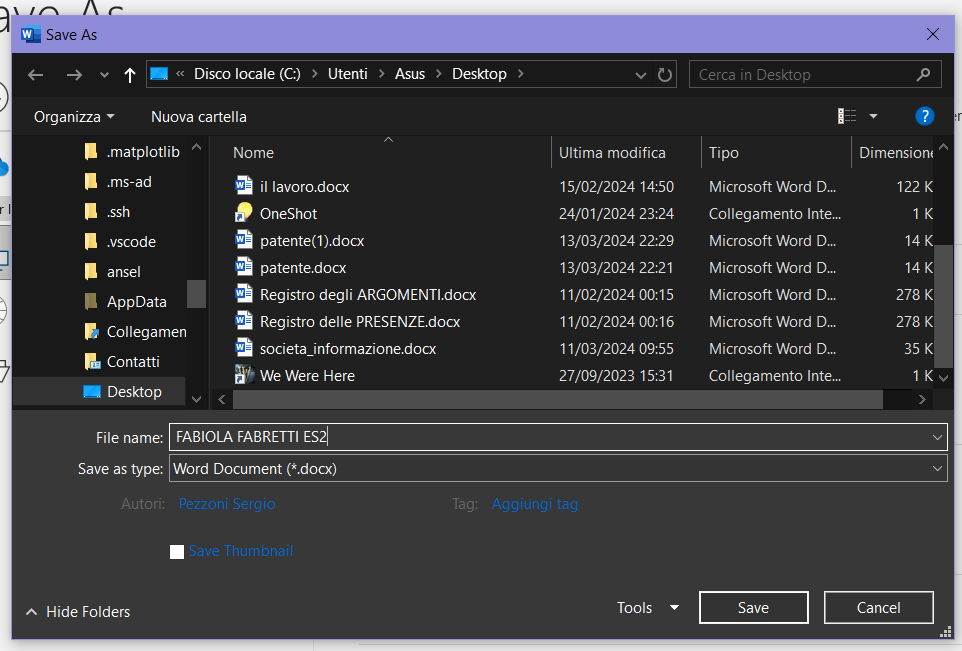 Save As
Save As
« Disco locale (C:) > Utenti > Asus > Desktop >
Cerca in Desktop
Organizza
Nuova cartella
?
.matplotlib
.ms-ad
.ssh
.vscode
ansel
AppData
Collegamen
Contatti
Desktop
Nome Ultima modifica Tipo Dimensione
il lavoro.docx 15/02/2024 14:50 Microsoft Word D... 122 K
OneShot 24/01/2024 23:24 Collegamento Inte... 1 K
patente(1).docx 13/03/2024 22:29 Microsoft Word D... 14 K
patente.docx 13/03/2024 22:21 Microsoft Word D... 14 K
Registro degli ARGOMENTI.docx 11/02/2024 00:15 Microsoft Word D... 278 K
Registro delle PRESENZE.docx 11/02/2024 00:16 Microsoft Word D... 278 K
societa_informazione.docx 11/03/2024 09:55 Microsoft Word D... 35 K
We Were Here 27/09/2023 15:31 Collegamento Inte... 1 K
File name: FABIOLA FABRETTI ES2
Save as type: Word Document (*.docx)
Autori: Pezzoni Sergio Tag: Aggiungi tag
Save Thumbnail
Hide Folders
Tools
Save
Cancel